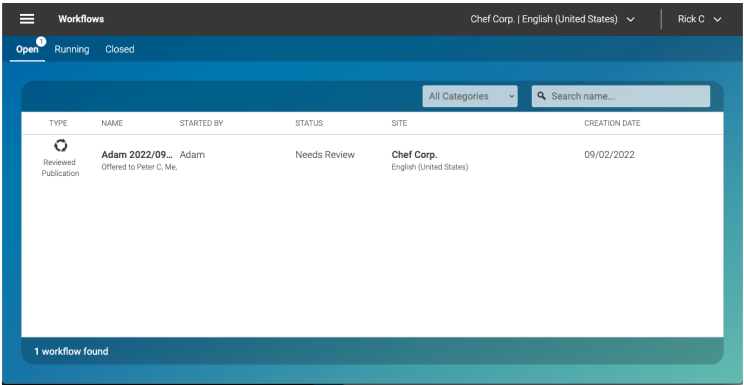 Workflows
Chef Corp. | English (United States)
Rick C
Open 1
Running
Closed
All Categories
Search name...
TYPE NAME STARTED BY STATUS SITE CREATION DATE
Adam 2022/09... Adam Needs Review Chef Corp. 09/02/2022
Reviewed Offered to Peter C, Me, English (United States)
Publication
1 workflow found